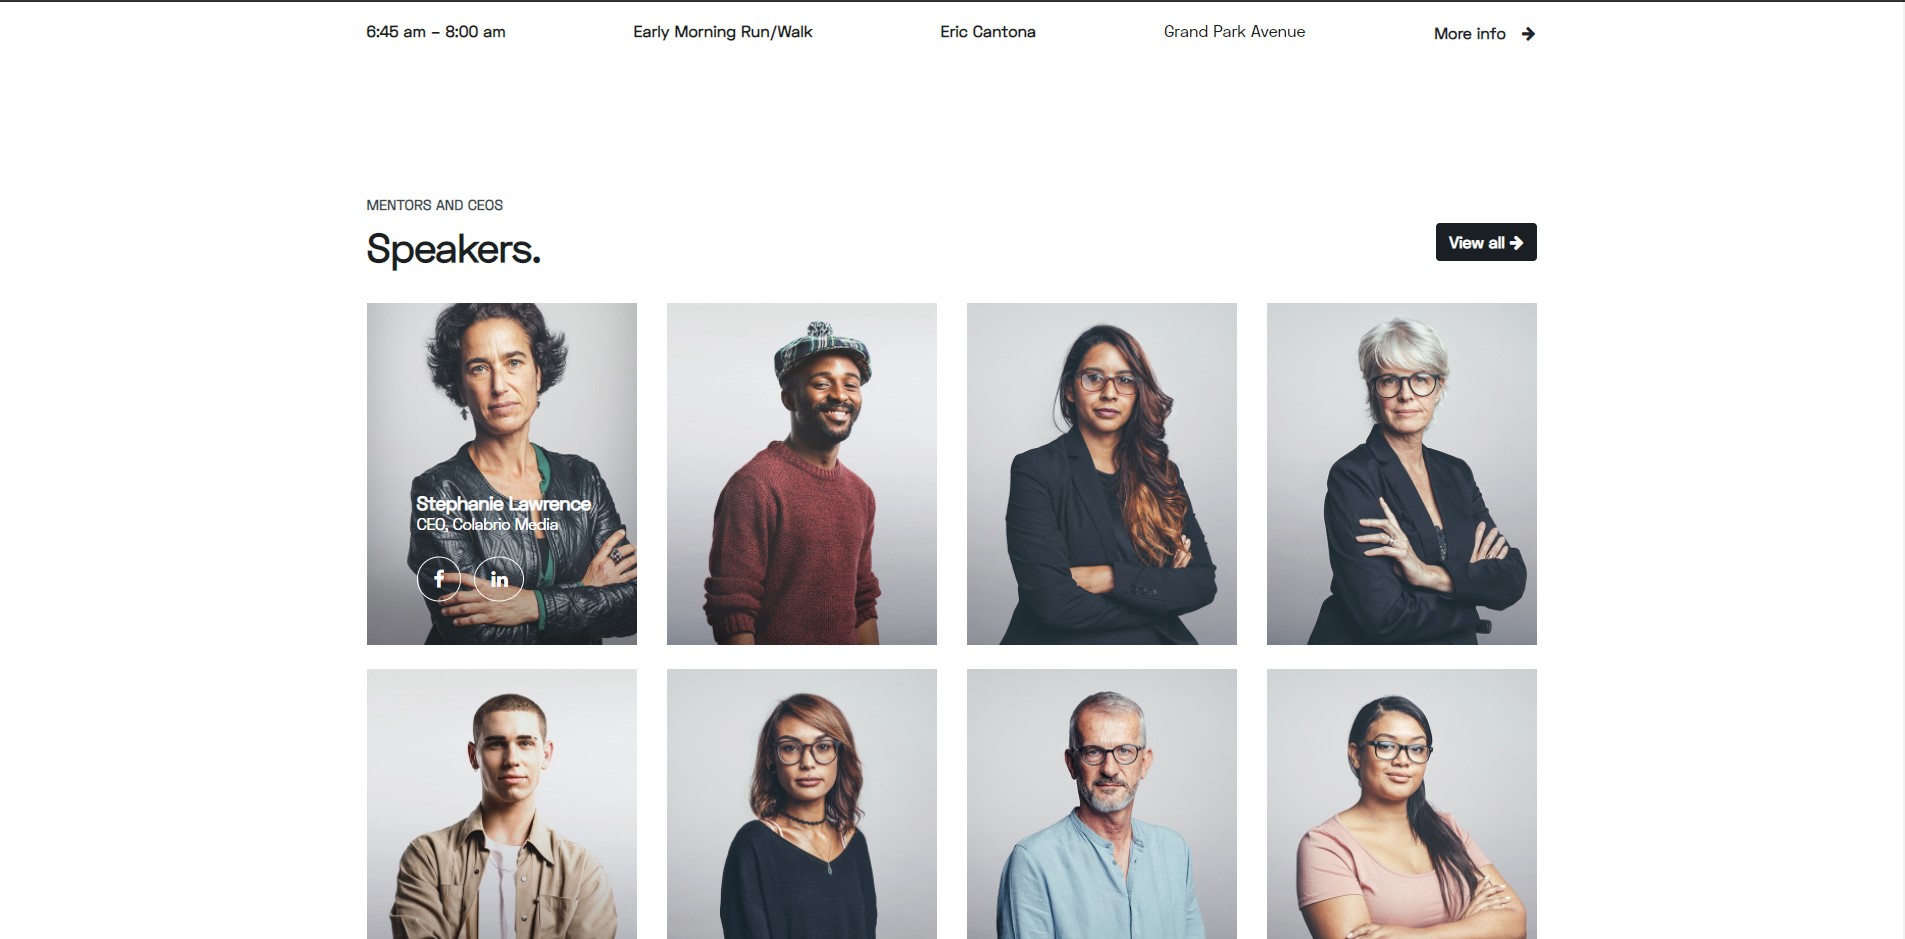 6:45 am – 8:00 am Early Morning Run/Walk Eric Cantona Grand Park Avenue More info
MENTORS AND CEOS
Speakers.
View all
Stephanie Lawrence
CEO, Colabrio Media
f in